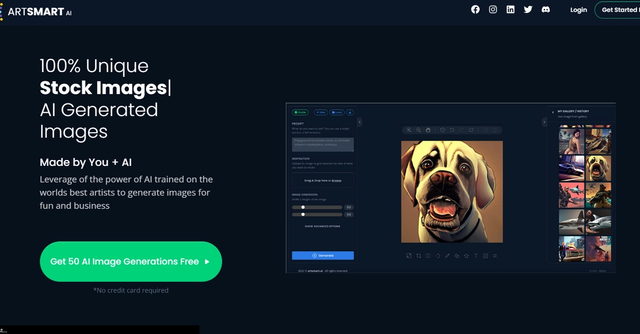 ARTSMART AI
Login
Get Started
100% Unique
Stock Images|
AI Generated
Images
Made by You + AI
Leverage of the power of AI trained on the
worlds best artists to generate images for
fun and business
Get 50 AI Image Generations Free
*No credit card required